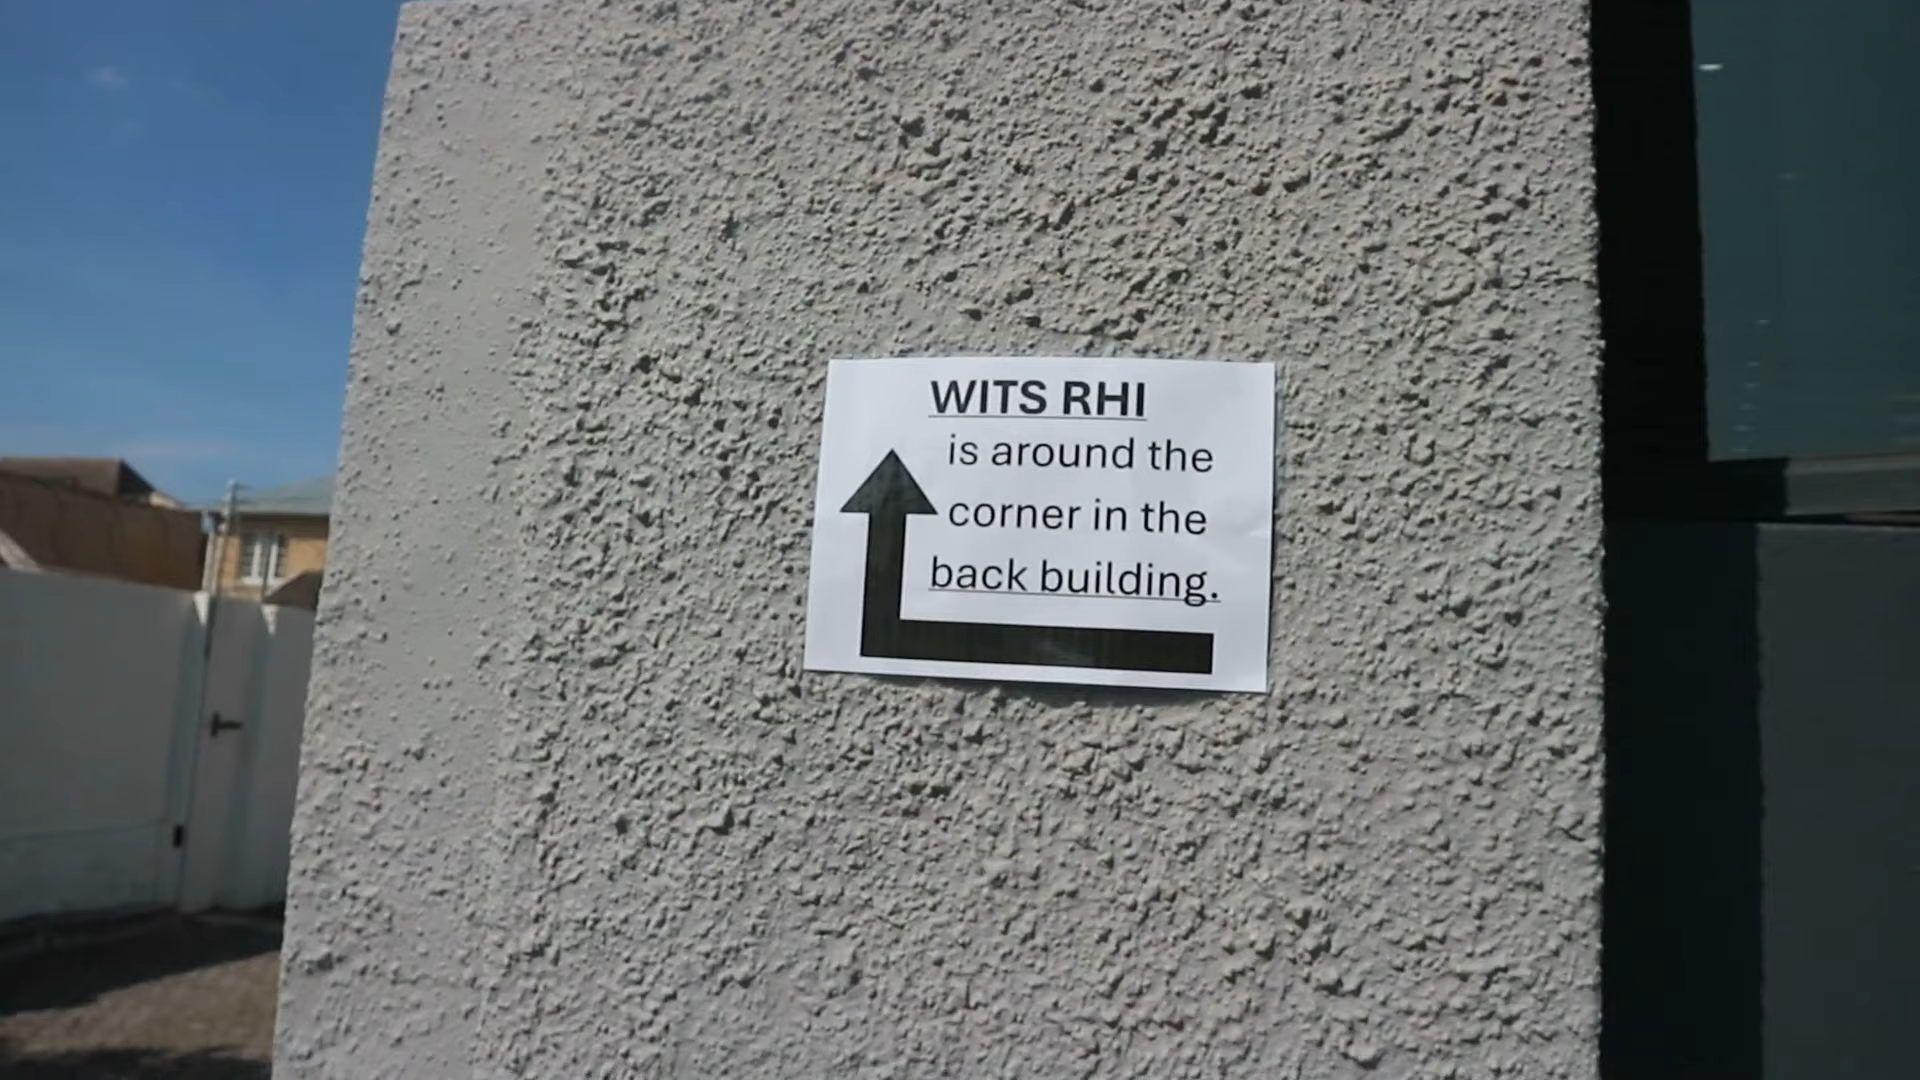 WITS RHI
is around the
corner in the
back building.